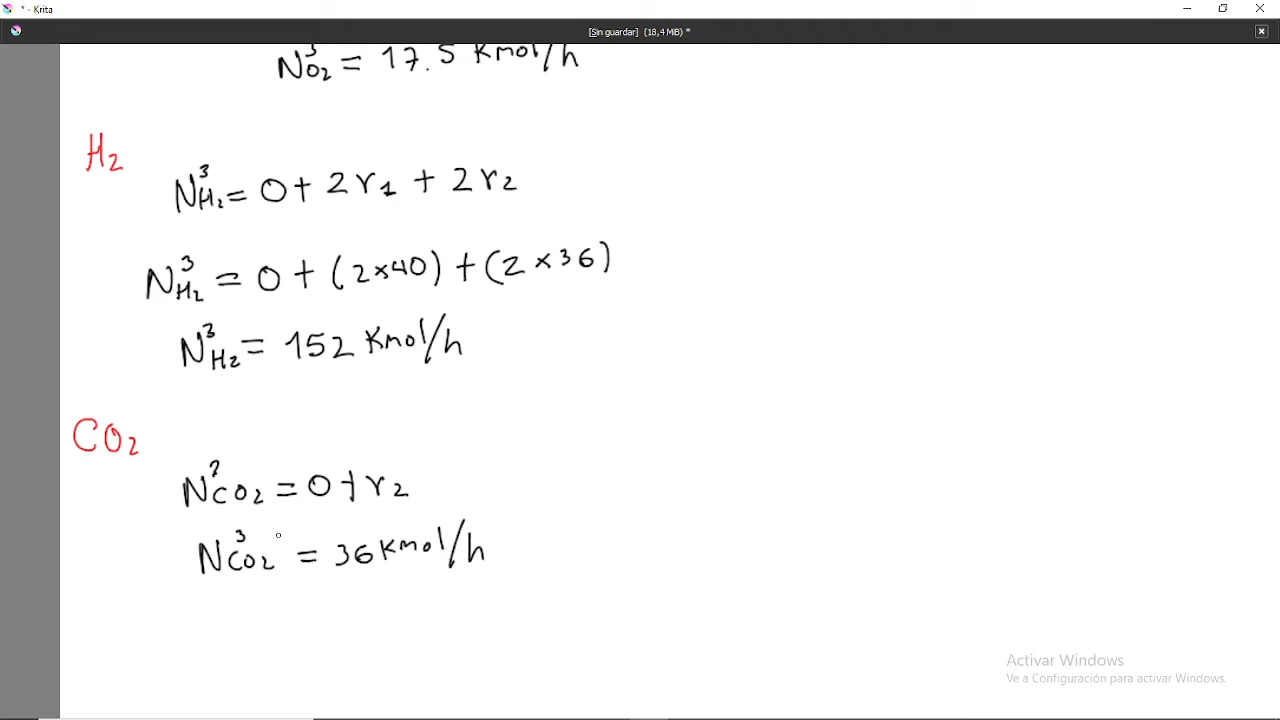 * - Krita
[Sin guardar] (18,4 MB) *
N³O₂ = 17.5 Kmol/h
H₂
N³H₂ = 0 + 2r₁ + 2r₂
N³H₂ = 0 + (2×40) + (2×36)
N³H₂ = 152 Kmol/h
CO₂
N?CO₂ = 0 + r₂
N³CO₂ = 36 Kmol/h
Activar Windows
Ve a Configuración para activar Windows.